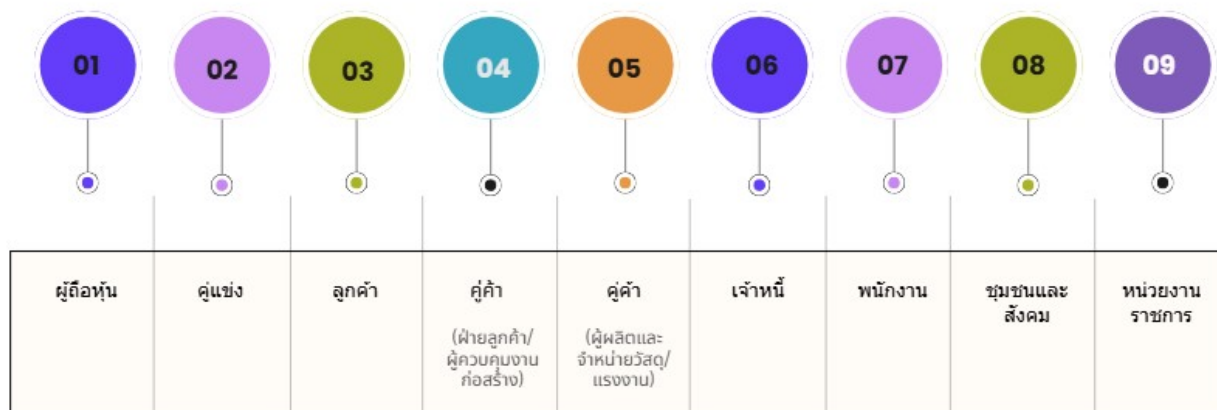 01 02 03 04 05 06 07 08 09
ผู้ถือหุ้น
คู่แข่ง
ลูกค้า
คู่ค้า
(ฝ่ายลูกค้า/
ผู้ควบคุมงาน
ก่อสร้าง)
คู่ค้า
(ผู้ผลิตและ
จำหน่ายวัสดุ/
แรงงาน)
เจ้าหนี้
พนักงาน
ชุมชนและ
สังคม
หน่วยงาน
ราชการ